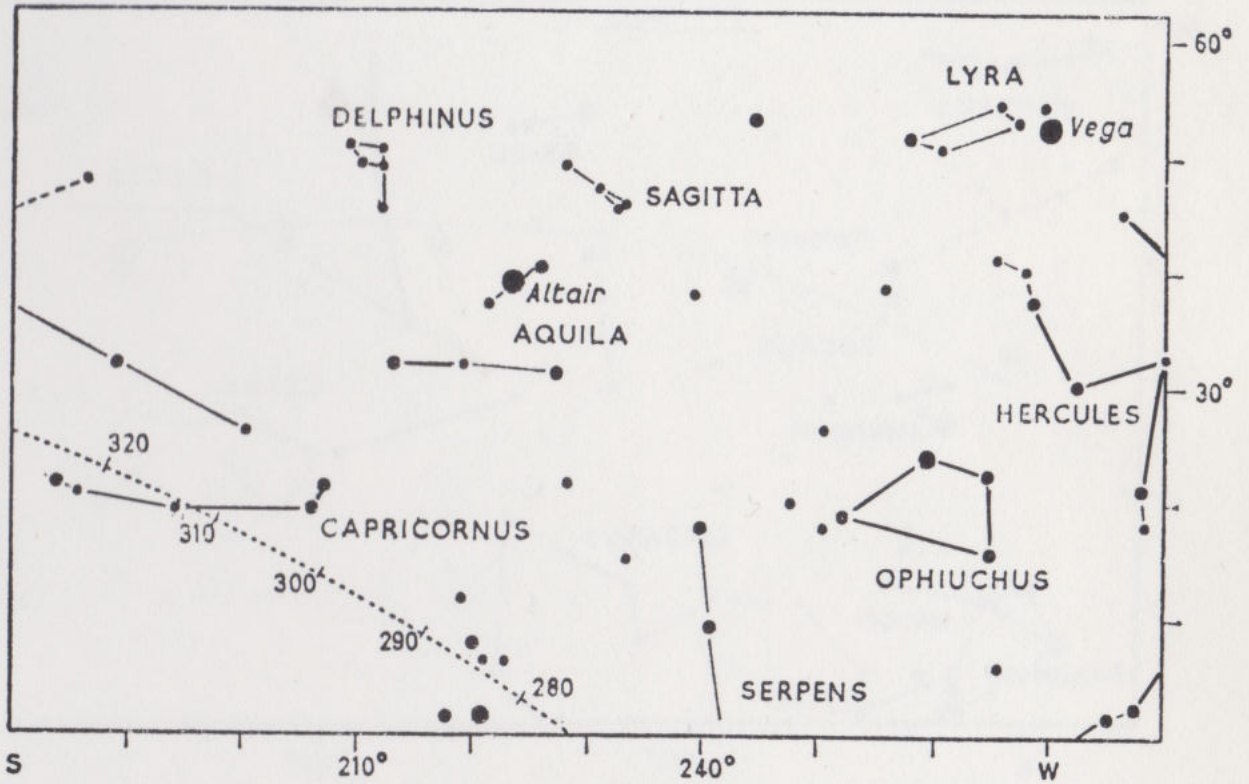 60°
LYRA
DELPHINUS
Vega
SAGITTA
Altair
AQUILA
30°
HERCULES
320
310
CAPRICORNUS
300
OPHIUCHUS
290
280
SERPENS
S
210°
240°
W